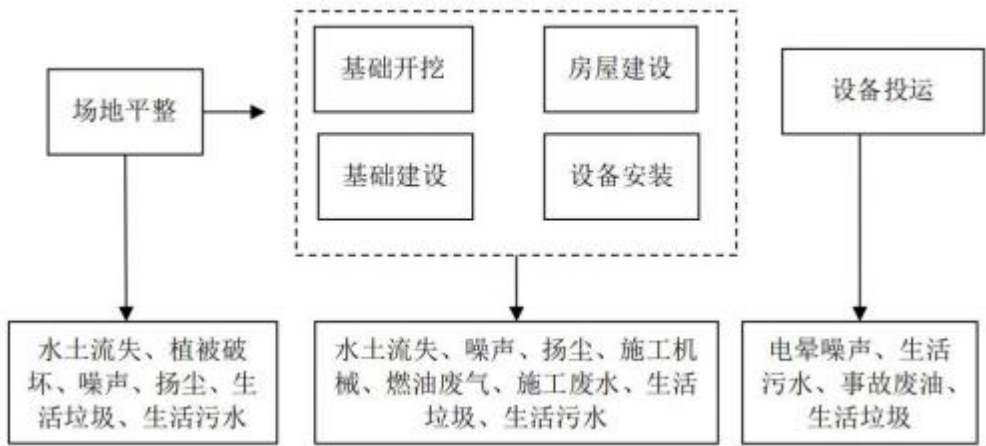 场地平整
基础开挖
房屋建设
基础建设
设备安装
设备投运
水土流失、植被破
坏、噪声、扬尘、生
活垃圾、生活污水
水土流失、噪声、扬尘、施工机
械、燃油废气、施工废水、生活
垃圾、生活污水
电晕噪声、生活
污水、事故废油、
生活垃圾